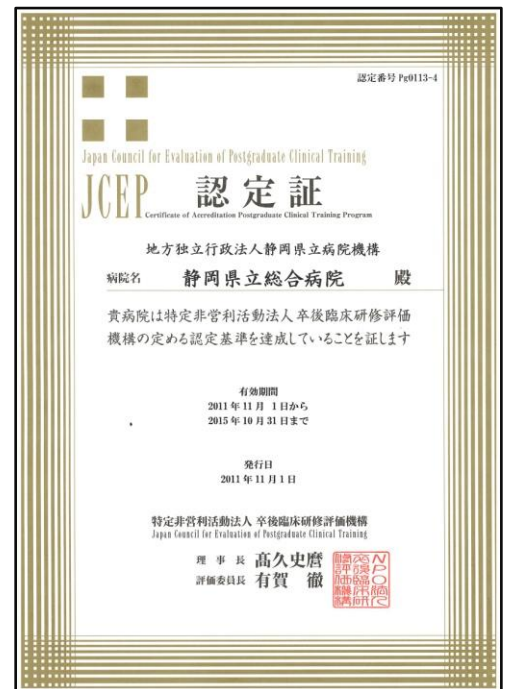 認定番号 Pg0113-4
Japan Council for Evaluation of Postgraduate Clinical Training
JCEP 認定証
Certificate of Accreditation Postgraduate Clinical Training Program
地方独立行政法人静岡県立病院機構
病院名 静岡県立総合病院 殿
貴病院は特定非営利活動法人卒後臨床研修評価
機構の定める認定基準を達成していることを証します
有効期間
2011年11月 1日から
2015年10月31日まで
発行日
2011年11月1日
特定非営利活動法人 卒後臨床研修評価機構
Japan Council for Evaluation of Postgraduate Clinical Training
理事長 髙久史麿
評価委員長 有賀 徹